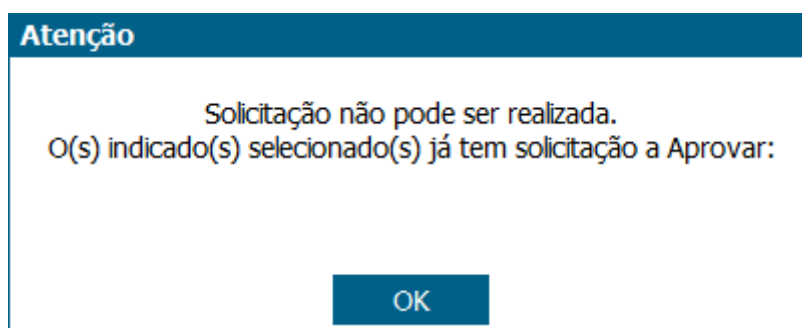 Atenção
Solicitação não pode ser realizada.
O(s) indicado(s) selecionado(s) já tem solicitação a Aprovar:
OK